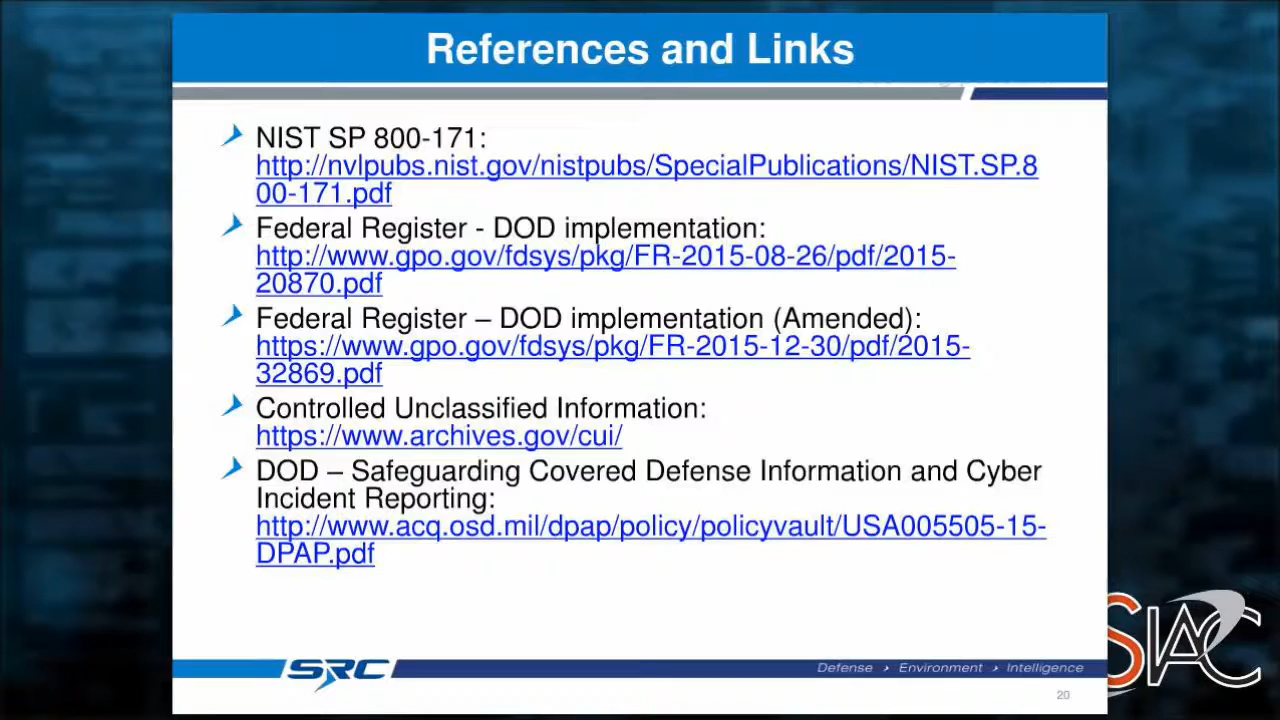 References and Links
NIST SP 800-171:
http://nvlpubs.nist.gov/nistpubs/SpecialPublications/NIST.SP.8
00-171.pdf
Federal Register - DOD implementation:
http://www.gpo.gov/fdsys/pkg/FR-2015-08-26/pdf/2015-
20870.pdf
Federal Register – DOD implementation (Amended):
https://www.gpo.gov/fdsys/pkg/FR-2015-12-30/pdf/2015-
32869.pdf
Controlled Unclassified Information:
https://www.archives.gov/cui/
DOD – Safeguarding Covered Defense Information and Cyber
Incident Reporting:
http://www.acq.osd.mil/dpap/policy/policyvault/USA005505-15-
DPAP.pdf
SRC
Defense › Environment › Intelligence
20
SIAC